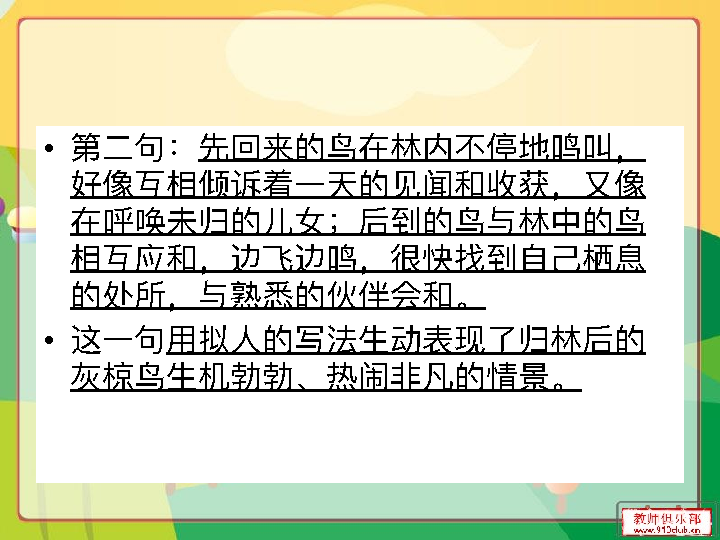 • 第二句：先回来的鸟在林内不停地鸣叫，
好像互相倾诉着一天的见闻和收获，又像
在呼唤未归的儿女；后到的鸟与林中的鸟
相互应和，边飞边鸣，很快找到自己栖息
的处所，与熟悉的伙伴会和。
• 这一句用拟人的写法生动表现了归林后的
灰椋鸟生机勃勃、热闹非凡的情景。
教师俱乐部
www.910club.cn